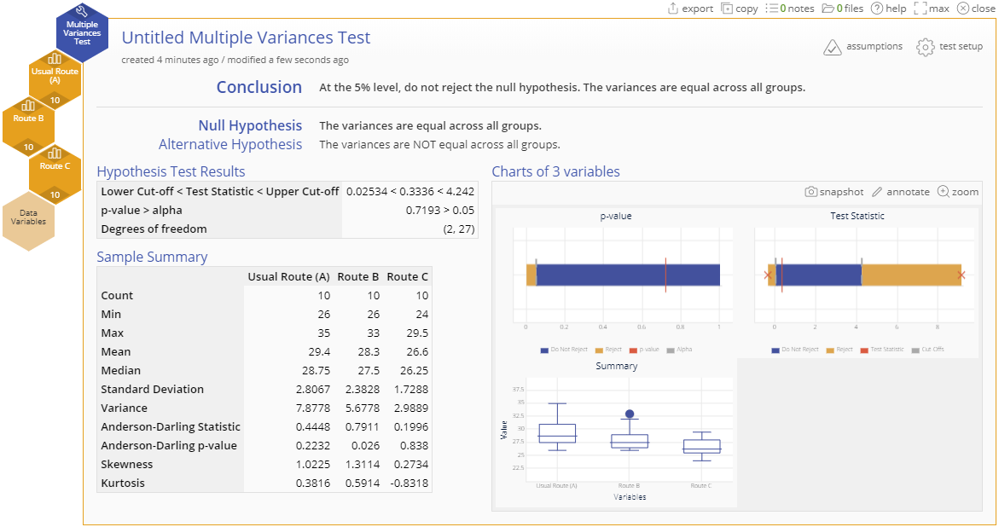 export copy 0 notes 0 files help max close
Multiple
Variances
Test
Usual Route
(A)
10
Route B
10
Route C
10
Data
Variables
Untitled Multiple Variances Test
created 4 minutes ago / modified a few seconds ago
assumptions test setup
Conclusion At the 5% level, do not reject the null hypothesis. The variances are equal across all groups.
Null Hypothesis The variances are equal across all groups.
Alternative Hypothesis The variances are NOT equal across all groups.
Hypothesis Test Results
Lower Cut-off < Test Statistic < Upper Cut-off 0.02534 < 0.3336 < 4.242
p-value > alpha 0.7193 > 0.05
Degrees of freedom (2, 27)
Sample Summary
Usual Route (A) Route B Route C
Count 10 10 10
Min 26 26 24
Max 35 33 29.5
Mean 29.4 28.3 26.6
Median 28.75 27.5 26.25
Standard Deviation 2.8067 2.3828 1.7288
Variance 7.8778 5.6778 2.9889
Anderson-Darling Statistic 0.4448 0.7911 0.1996
Anderson-Darling p-value 0.2232 0.026 0.838
Skewness 1.0225 1.3114 0.2734
Kurtosis 0.3816 0.5914 -0.8318
Charts of 3 variables
snapshot annotate zoom
p-value
0 0.2 0.4 0.6 0.8 1
Do Not Reject Reject p value Alpha
Test Statistic
0 2 4 6 8
Do Not Reject Reject Test Statistic Cut Offs
Summary
Value
37.5
35
32.5
30
27.5
25
22.5
Usual Route (A) Route B Route C
Variables